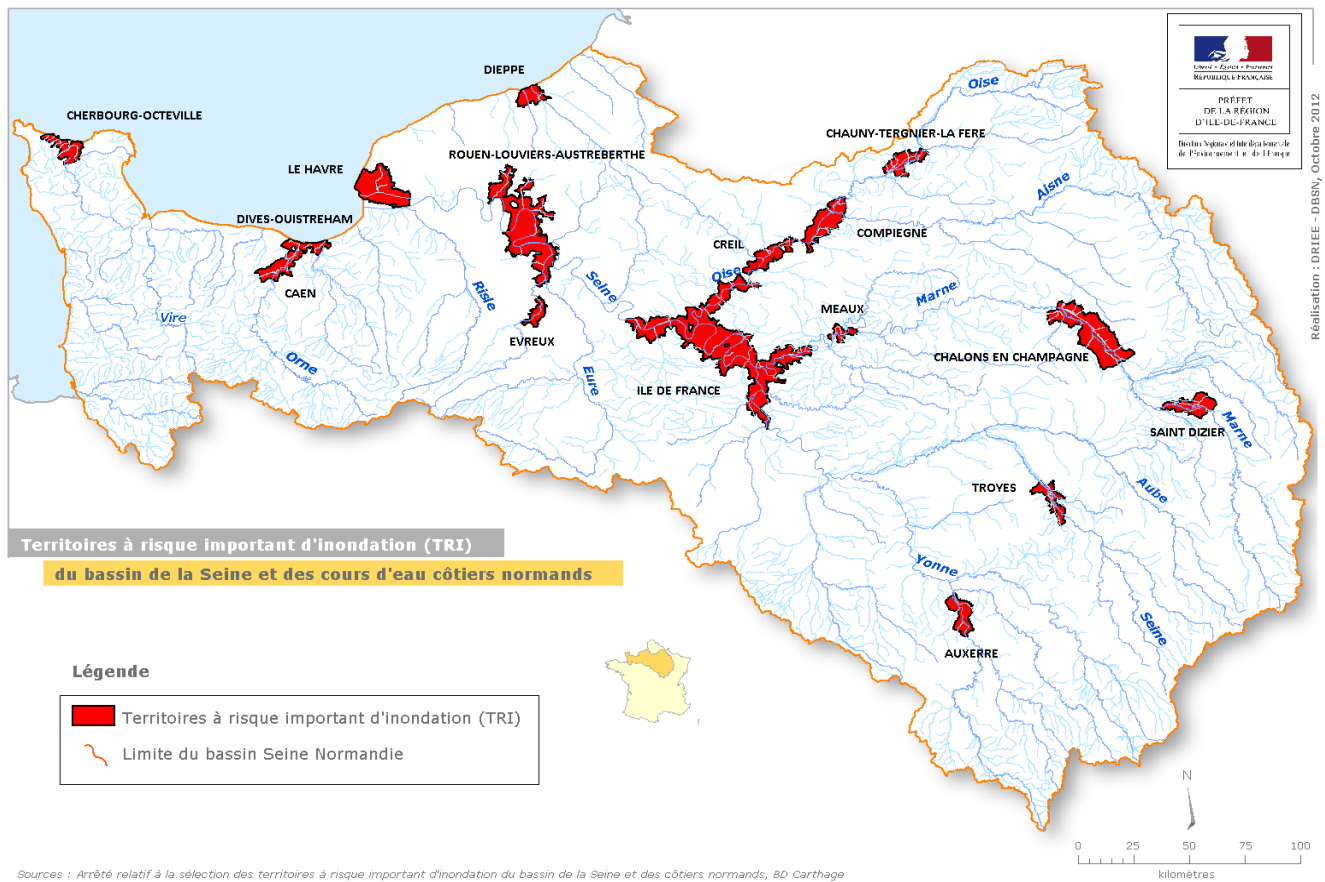 DIEPPE
Oise
CHERBOURG-OCTEVILLE
CHAUNY-TERGNIER-LA FERE
LE HAVRE
ROUEN-LOUVIERS-AUSTREBERTHE
Aisne
DIVES-OUISTREHAM
COMPIEGNE
CREIL
Oise
CAEN
Seine
Risle
Marne
MEAUX
Vire
EVREUX
CHALONS EN CHAMPAGNE
Orne
Eure
ILE DE FRANCE
SAINT DIZIER
Marne
TROYES
Aube
Yonne
Seine
AUXERRE
RÉPUBLIQUE FRANÇAISE
PRÉFET
DE LA RÉGION
D'ILE-DE-FRANCE
Réalisation : DRIEE - DBSN, Octobre 2012
Territoires à risque important d'inondation (TRI)
du bassin de la Seine et des cours d'eau côtiers normands
Légende
Territoires à risque important d'inondation (TRI)
Limite du bassin Seine Normandie
N
0 25 50 75 100
kilomètres
Sources : Arrêté relatif à la sélection des territoires à risque important d'inondation du bassin de la Seine et des côtiers normands, BD Carthage